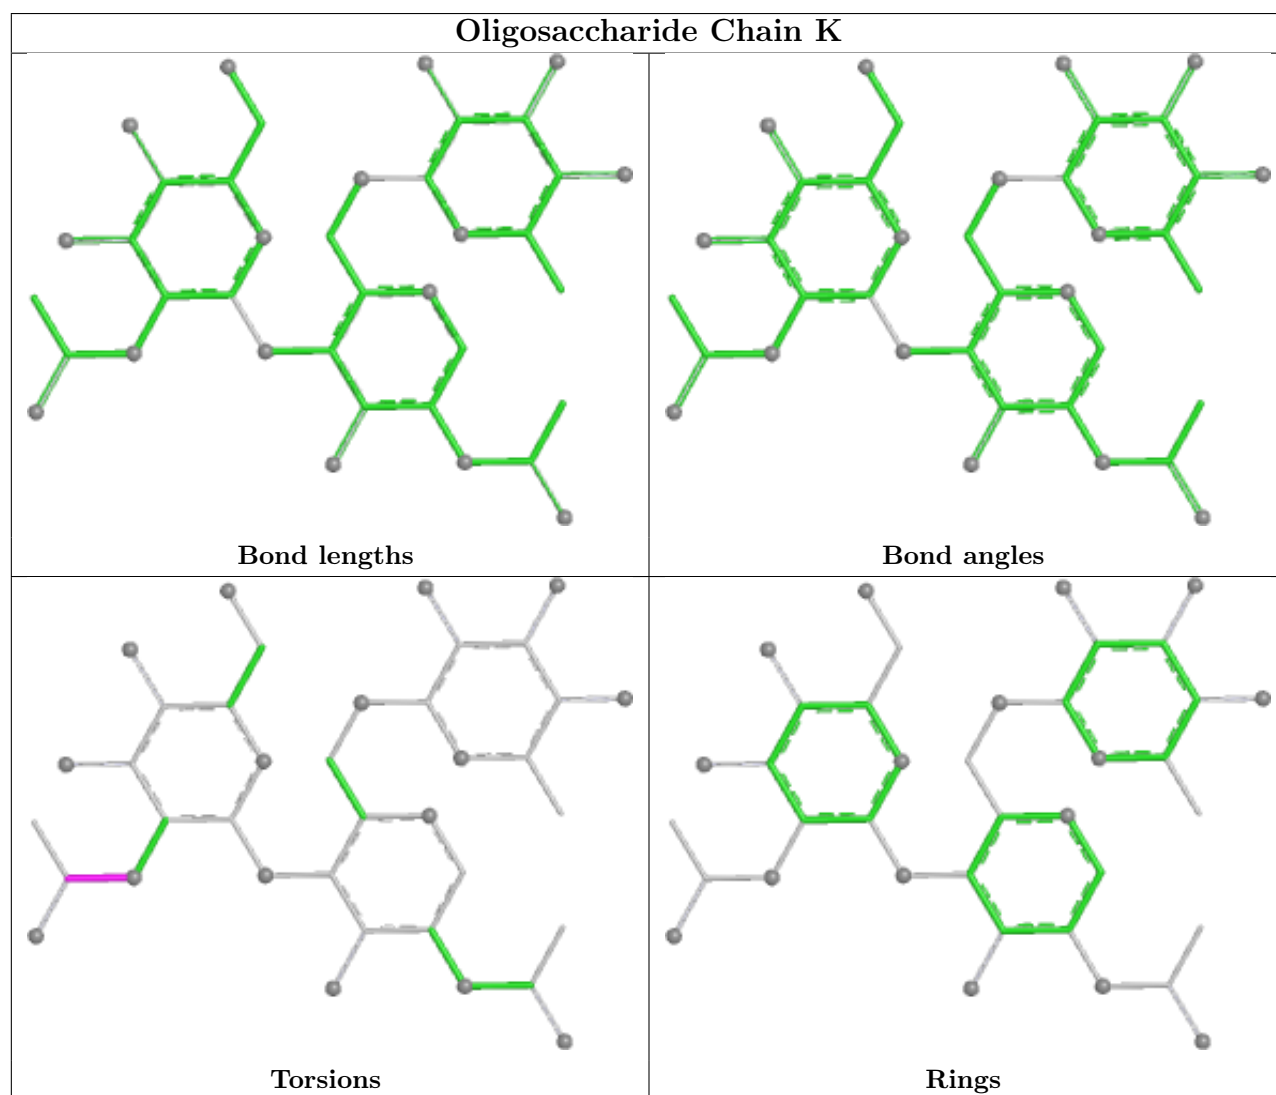 Oligosaccharide Chain K
Bond lengths
Bond angles
Torsions
Rings